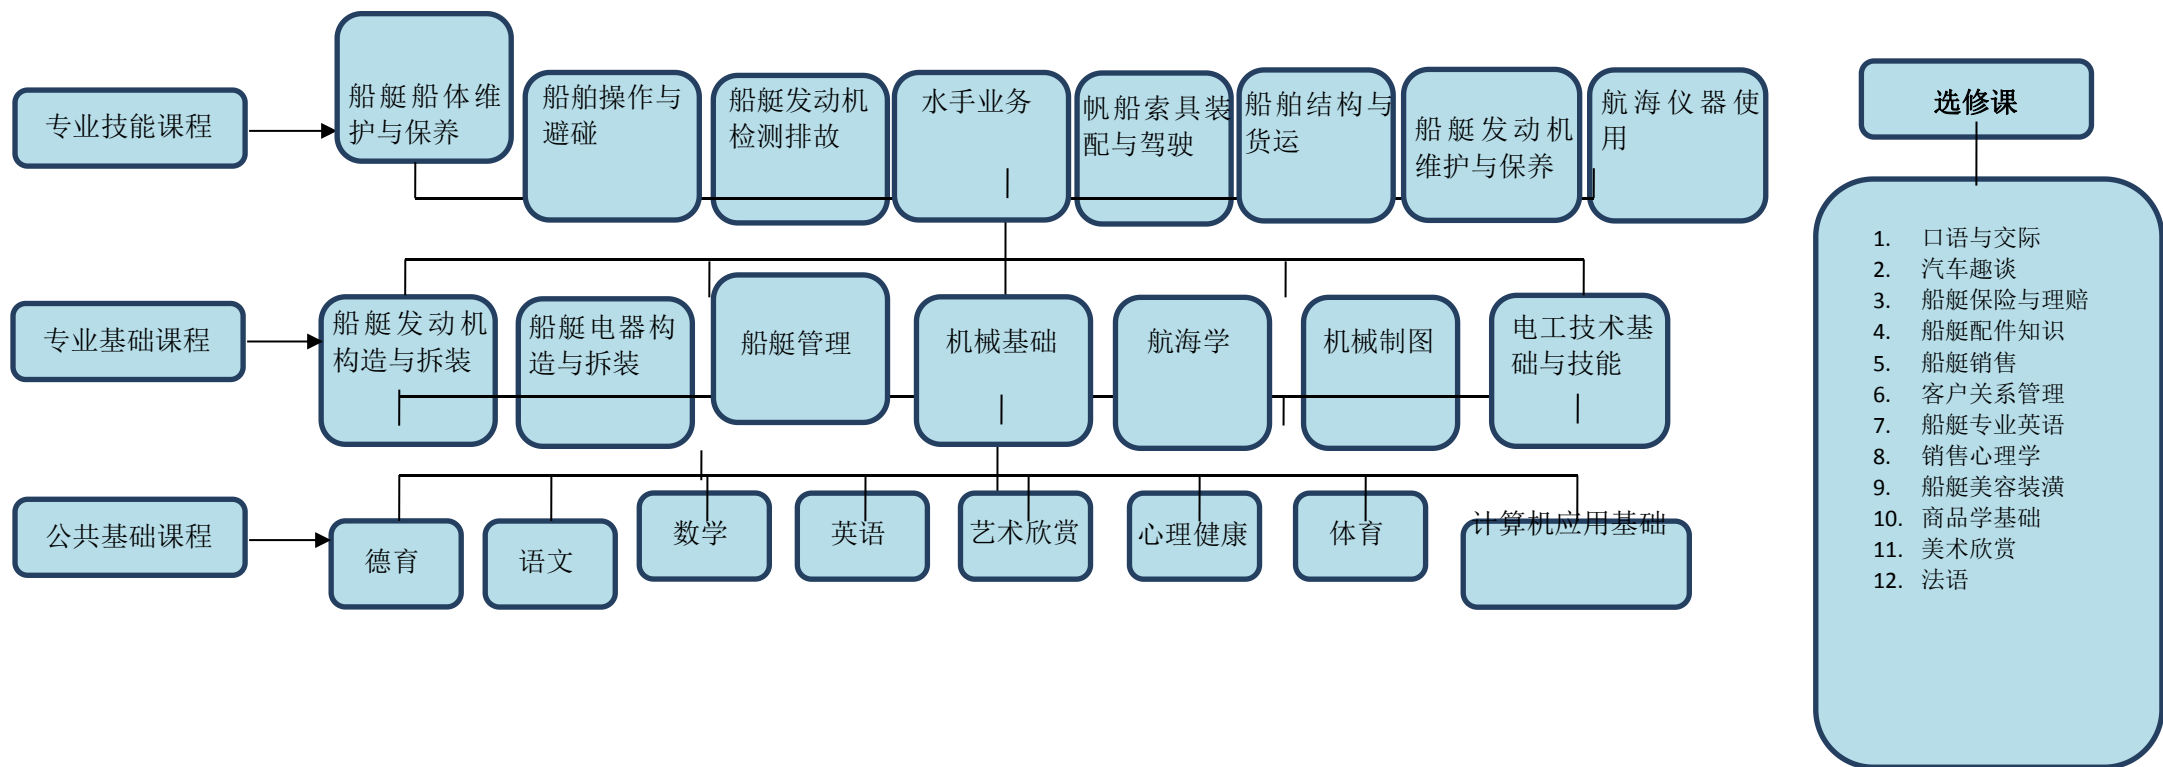 专业技能课程
船艇船体维
护与保养
船舶操作与
避碰
船艇发动机
检测排故
水手业务
帆船索具装
配与驾驶
船舶结构与
货运
船艇发动机
维护与保养
航海仪器使
用
专业基础课程
船艇发动机
构造与拆装
船艇电器构
造与拆装
船艇管理
机械基础
航海学
机械制图
电工技术基
础与技能
公共基础课程
德育
语文
数学
英语
艺术欣赏
心理健康
体育
计算机应用基础
选修课
1. 口语与交际
2. 汽车趣谈
3. 船艇保险与理赔
4. 船艇配件知识
5. 船艇销售
6. 客户关系管理
7. 船艇专业英语
8. 销售心理学
9. 船艇美容装潢
10. 商品学基础
11. 美术欣赏
12. 法语